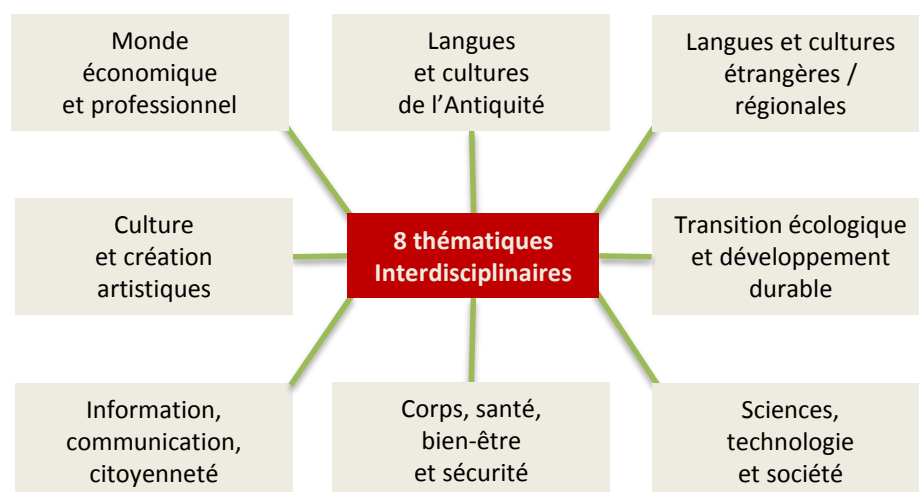 Monde
économique
et professionnel
Langues
et cultures
de l'Antiquité
Langues et cultures
étrangères /
régionales
Culture
et création
artistiques
8 thématiques
Interdisciplinaires
Transition écologique
et développement
durable
Information,
communication,
citoyenneté
Corps, santé,
bien-être
et sécurité
Sciences,
technologie
et société